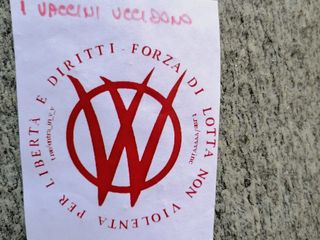 I VACCINI UCCIDONO
PER LIBERTÀ E DIRITTI - FORZA DI LOTTA NON VIOLENTA
W